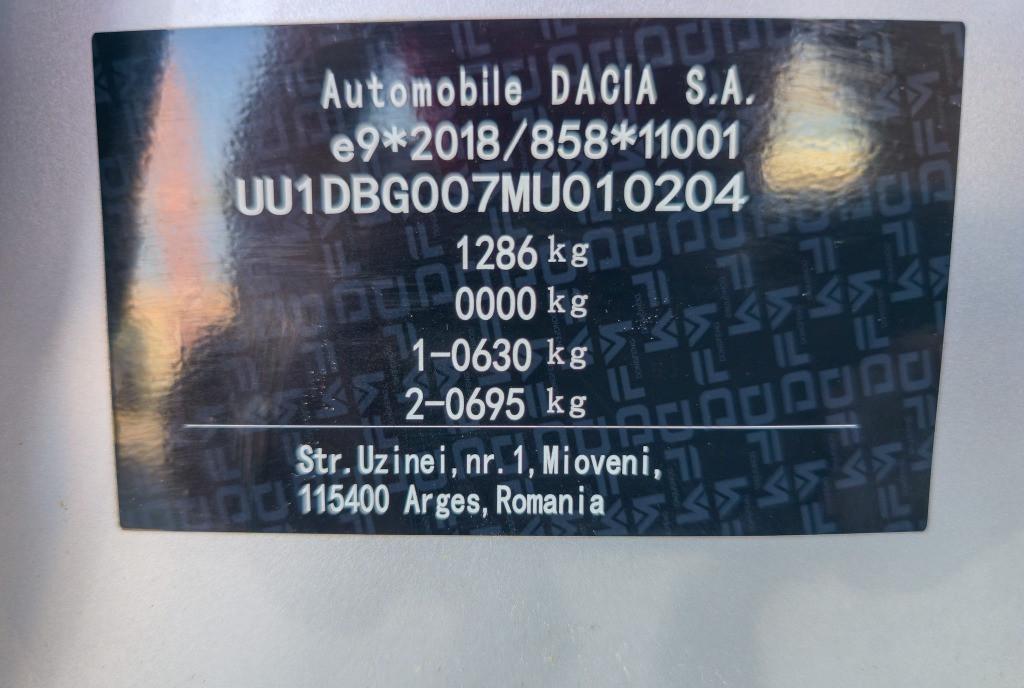 Automobile DACIA S.A.
e9*2018/858*11001
UU1DBG007MU010204
1286 kg
0000 kg
1-0630 kg
2-0695 kg
Str.Uzinei,nr.1,Mioveni,
115400 Arges,Romania